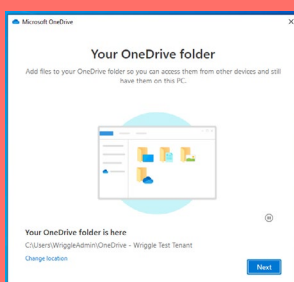 Microsoft OneDrive
Your OneDrive folder
Add files to your OneDrive folder so you can access them from other devices and still
have them on this PC.
Your OneDrive folder is here
C:\Users\WriggleAdmin\OneDrive - Wriggle Test Tenant
Change location
Next